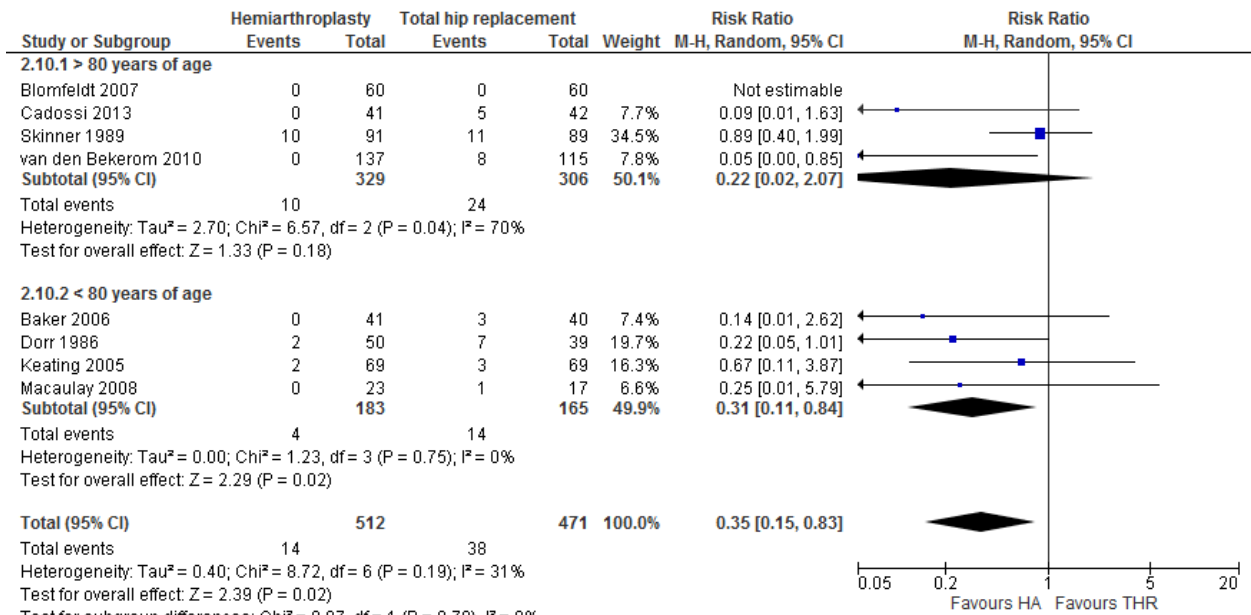 Hemiarthroplasty Total hip replacement Risk Ratio Risk Ratio
Study or Subgroup Events Total Events Total Weight M-H, Random, 95% CI M-H, Random, 95% CI
2.10.1 > 80 years of age
Blomfeldt 2007 0 60 0 60 Not estimable
Cadossi 2013 0 41 5 42 7.7% 0.09 [0.01, 1.63]
Skinner 1989 10 91 11 89 34.5% 0.89 [0.40, 1.99]
van den Bekerom 2010 0 137 8 115 7.8% 0.05 [0.00, 0.85]
Subtotal (95% CI) 329 306 50.1% 0.22 [0.02, 2.07]
Total events 10 24
Heterogeneity: Tau² = 2.70; Chi² = 6.57, df = 2 (P = 0.04); I² = 70%
Test for overall effect: Z = 1.33 (P = 0.18)
2.10.2 < 80 years of age
Baker 2006 0 41 3 40 7.4% 0.14 [0.01, 2.62]
Dorr 1986 2 50 7 39 19.7% 0.22 [0.05, 1.01]
Keating 2005 2 69 3 69 16.3% 0.67 [0.11, 3.87]
Macaulay 2008 0 23 1 17 6.6% 0.25 [0.01, 5.79]
Subtotal (95% CI) 183 165 49.9% 0.31 [0.11, 0.84]
Total events 4 14
Heterogeneity: Tau² = 0.00; Chi² = 1.23, df = 3 (P = 0.75); I² = 0%
Test for overall effect: Z = 2.29 (P = 0.02)
Total (95% CI) 512 471 100.0% 0.35 [0.15, 0.83]
Total events 14 38
Heterogeneity: Tau² = 0.40; Chi² = 8.72, df = 6 (P = 0.19); I² = 31%
Test for overall effect: Z = 2.39 (P = 0.02)
0.05 0.2 1 5 20
Favours HA Favours THR
Test for subgroup differences: Chi² df = 1 (P